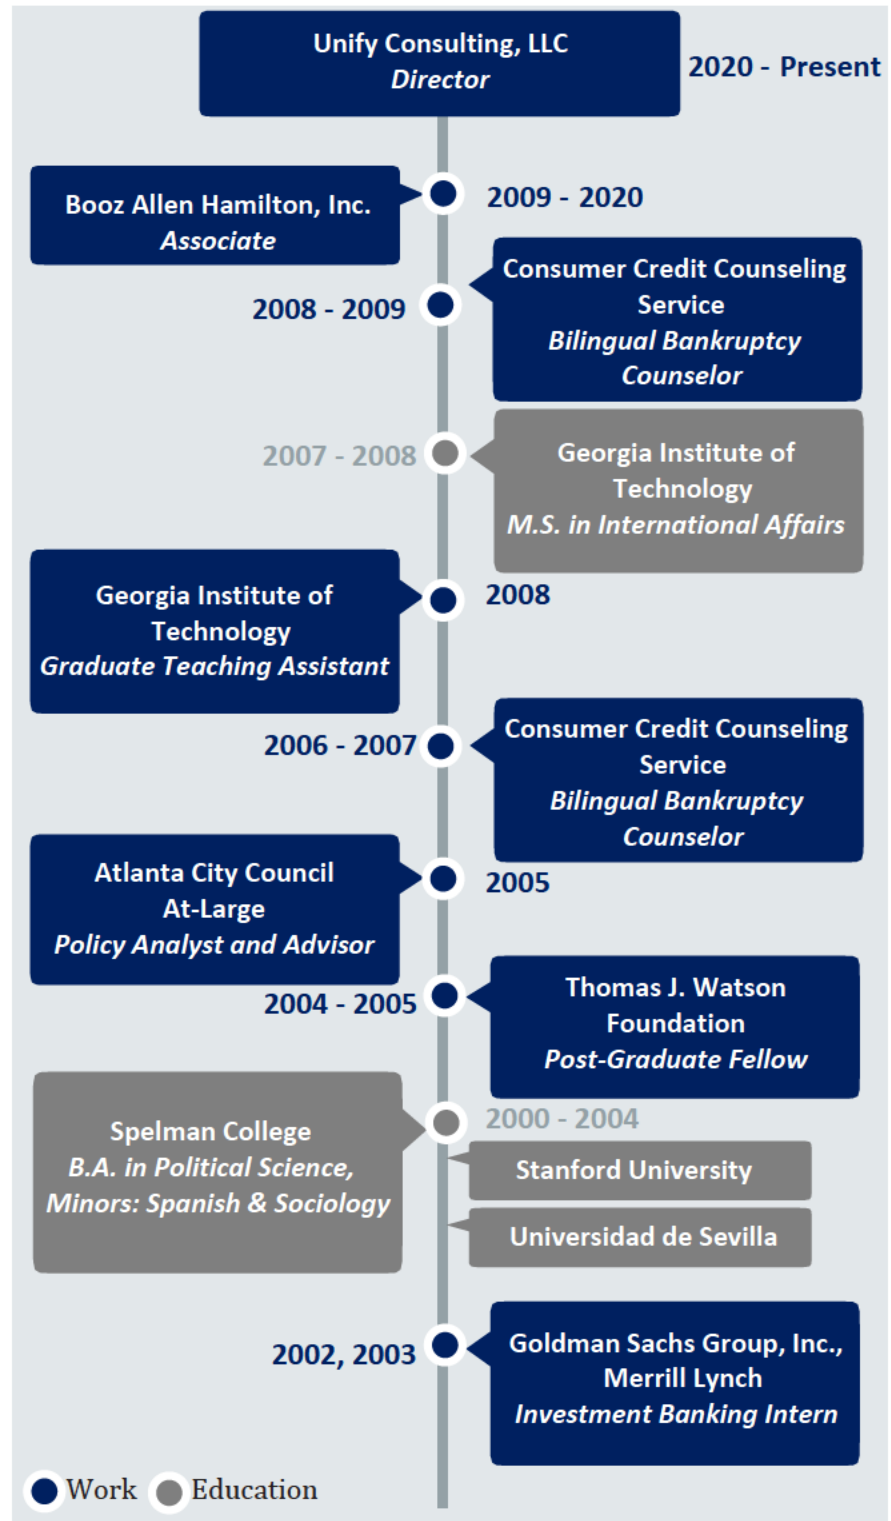 Unify Consulting, LLC
Director
2020 - Present
Booz Allen Hamilton, Inc.
Associate
2009 - 2020
Consumer Credit Counseling
Service
Bilingual Bankruptcy
Counselor
2008 - 2009
2007 - 2008
Georgia Institute of
Technology
M.S. in International Affairs
Georgia Institute of
Technology
Graduate Teaching Assistant
2008
2006 - 2007
Consumer Credit Counseling
Service
Bilingual Bankruptcy
Counselor
Atlanta City Council
At-Large
Policy Analyst and Advisor
2005
2004 - 2005
Thomas J. Watson
Foundation
Post-Graduate Fellow
Spelman College
B.A. in Political Science,
Minors: Spanish & Sociology
2000 - 2004
Stanford University
Universidad de Sevilla
2002, 2003
Goldman Sachs Group, Inc.,
Merrill Lynch
Investment Banking Intern
Work
Education